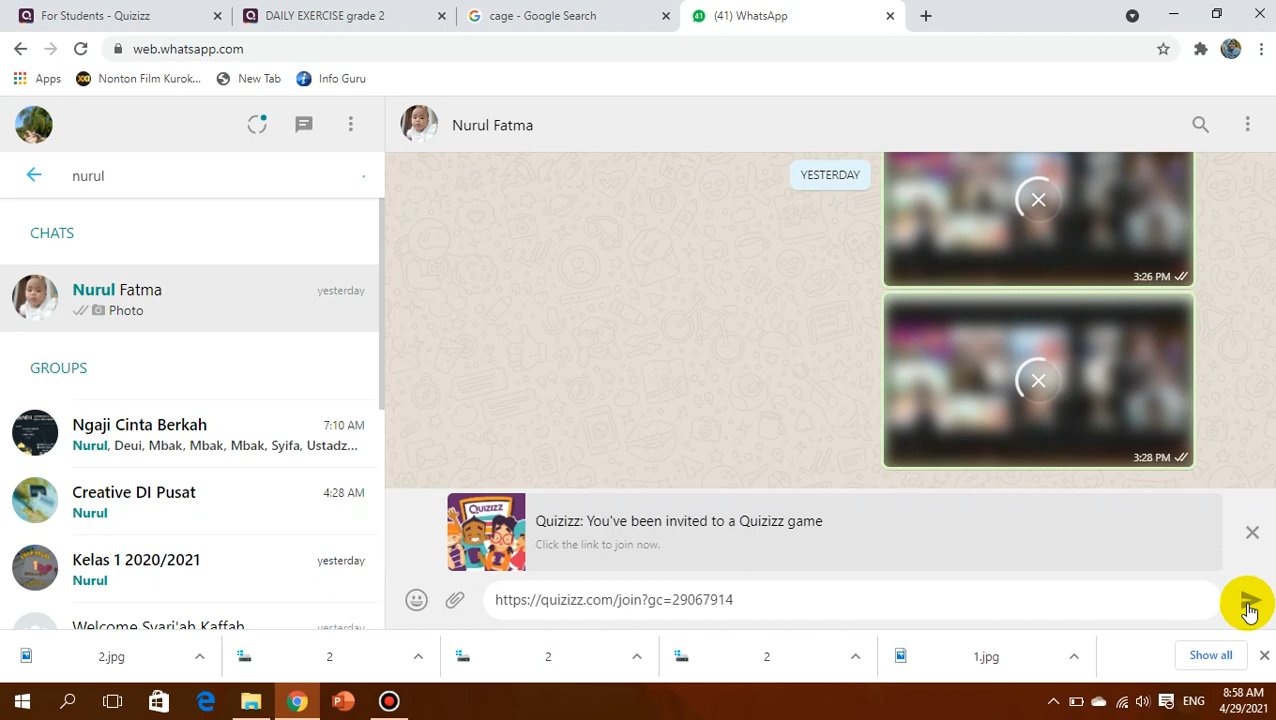 For Students - Quizizz
DAILY EXERCISE grade 2
cage - Google Search
(41) WhatsApp
web.whatsapp.com
Apps
Nonton Film Kurok...
New Tab
Info Guru
nurul
CHATS
Nurul Fatma
yesterday
Photo
GROUPS
Ngaji Cinta Berkah
7:10 AM
Nurul, Deui, Mbak, Mbak, Mbak, Syifa, Ustadz...
Creative DI Pusat
4:28 AM
Nurul
Kelas 1 2020/2021
yesterday
Nurul
Welcome Syari'ah Kaffah
yesterday
Nurul Fatma
YESTERDAY
3:26 PM
3:28 PM
QUIZIZZ
Quizizz: You've been invited to a Quizizz game
Click the link to join now.
https://quizizz.com/join?gc=29067914
2.jpg
2
2
2
1.jpg
Show all
ENG
8:58 AM
4/29/2021